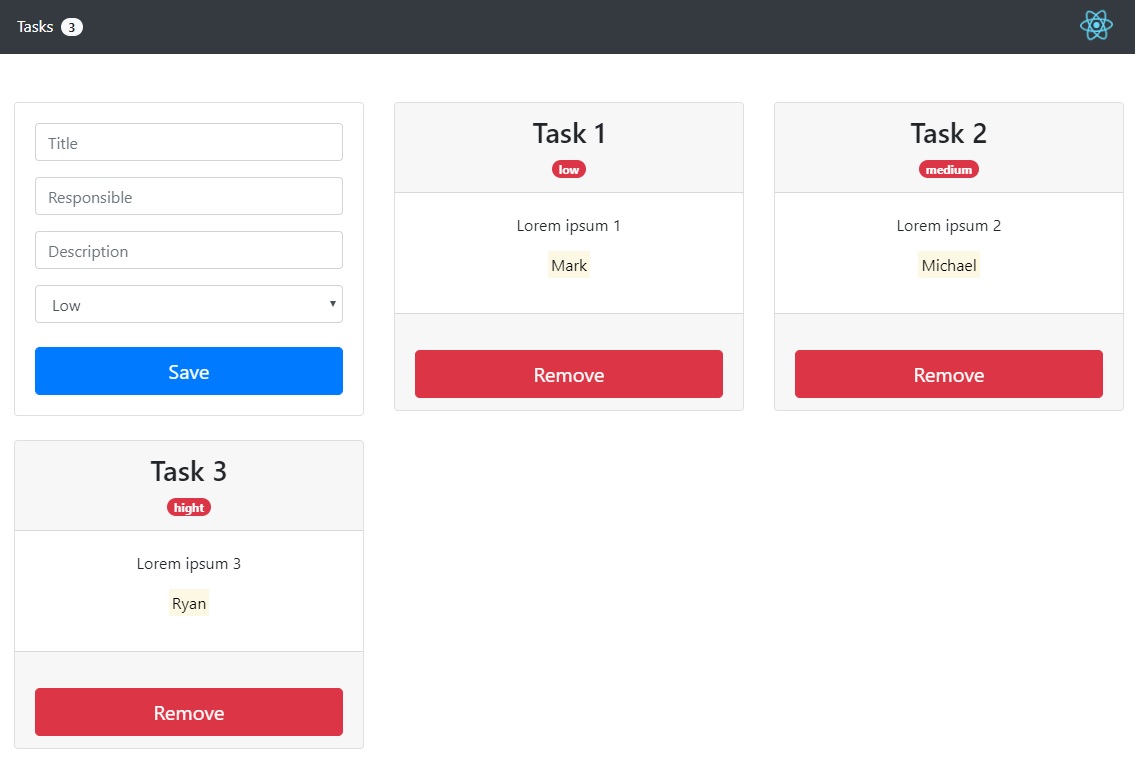 Tasks 3
Title
Responsible
Description
Low
Save
Task 1
low
Lorem ipsum 1
Mark
Remove
Task 2
medium
Lorem ipsum 2
Michael
Remove
Task 3
hight
Lorem ipsum 3
Ryan
Remove